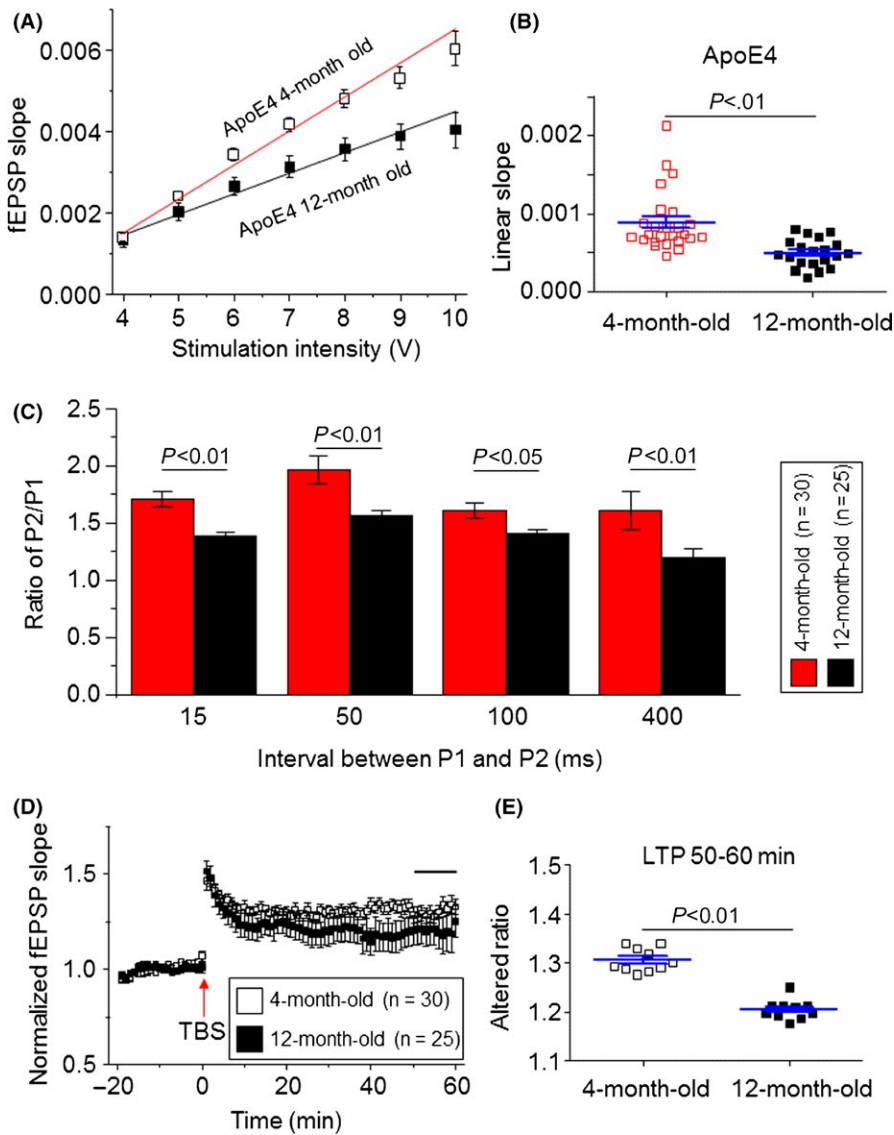 (A)
0.006
0.004
0.002
0.000
fEPSP slope
ApoE4 4-month old
ApoE4 12-month old
4 5 6 7 8 9 10
Stimulation intensity (V)
(B)
ApoE4
P<.01
0.002
0.001
0.000
Linear slope
4-month-old 12-month-old
(C)
2.5
2.0
1.5
1.0
0.5
0.0
Ratio of P2/P1
P<0.01
P<0.01
P<0.05
P<0.01
15 50 100 400
Interval between P1 and P2 (ms)
4-month-old (n = 30)
12-month-old (n = 25)
(D)
1.5
1.0
0.5
Normalized fEPSP slope
TBS
4-month-old (n = 30)
12-month-old (n = 25)
−20 0 20 40 60
Time (min)
(E)
LTP 50-60 min
P<0.01
1.5
1.4
1.3
1.2
1.1
Altered ratio
4-month-old 12-month-old